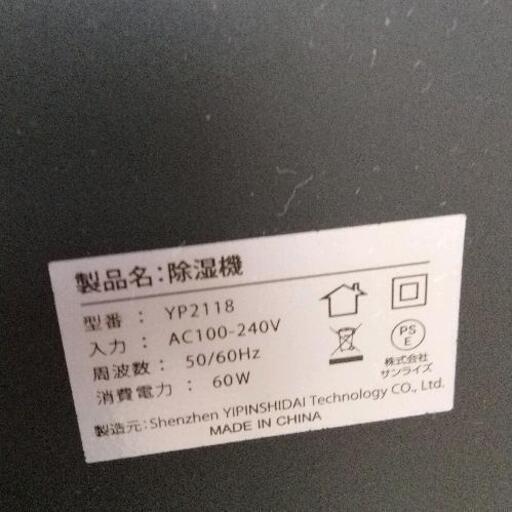 製品名：除湿機
型番 ： YP2118
入力 ： AC100-240V
周波数 ： 50/60Hz
消費電力 ： 60W
PS
E
株式会社
サンライズ
製造元：Shenzhen YIPINSHIDAI Technology CO., Ltd.
MADE IN CHINA